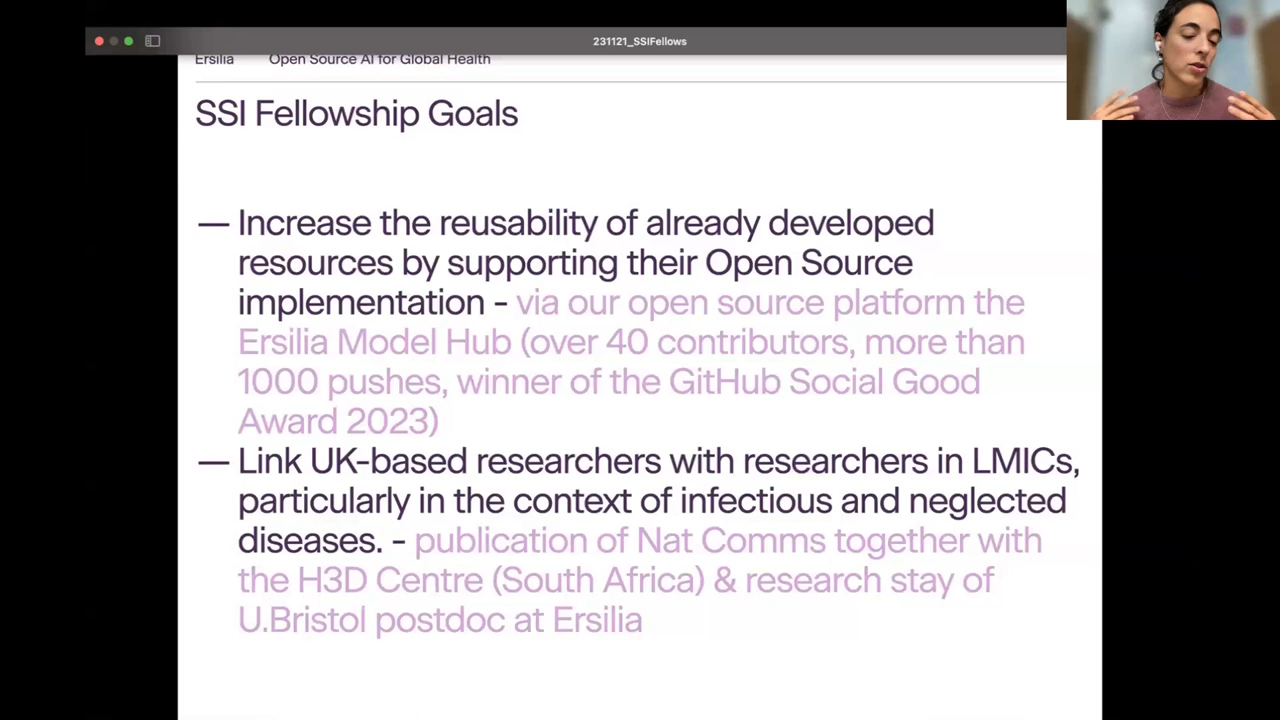 231121_SSIFellows
Ersilia Open Source AI for Global Health
SSI Fellowship Goals
— Increase the reusability of already developed
resources by supporting their Open Source
implementation - via our open source platform the
Ersilia Model Hub (over 40 contributors, more than
1000 pushes, winner of the GitHub Social Good
Award 2023)
— Link UK-based researchers with researchers in LMICs,
particularly in the context of infectious and neglected
diseases. - publication of Nat Comms together with
the H3D Centre (South Africa) & research stay of
U.Bristol postdoc at Ersilia